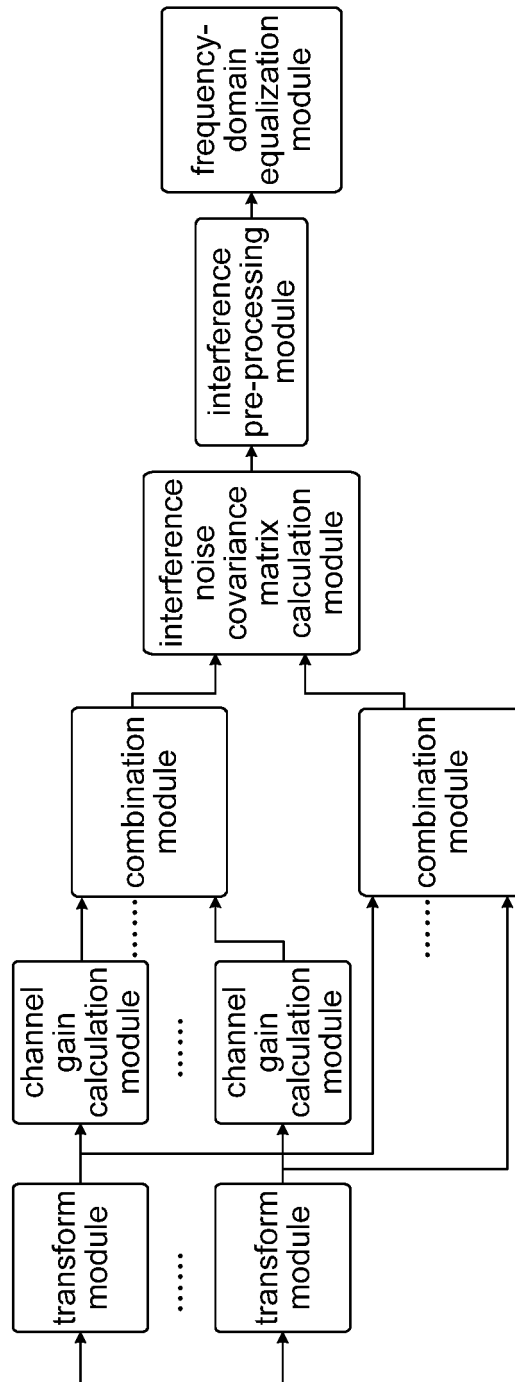 transform
module
......
transform
module
channel
gain
calculation
module
......
channel
gain
calculation
module
combination
module
......
combination
module
......
interference
noise
covariance
matrix
calculation
module
interference
pre-processing
module
frequency-
domain
equalization
module